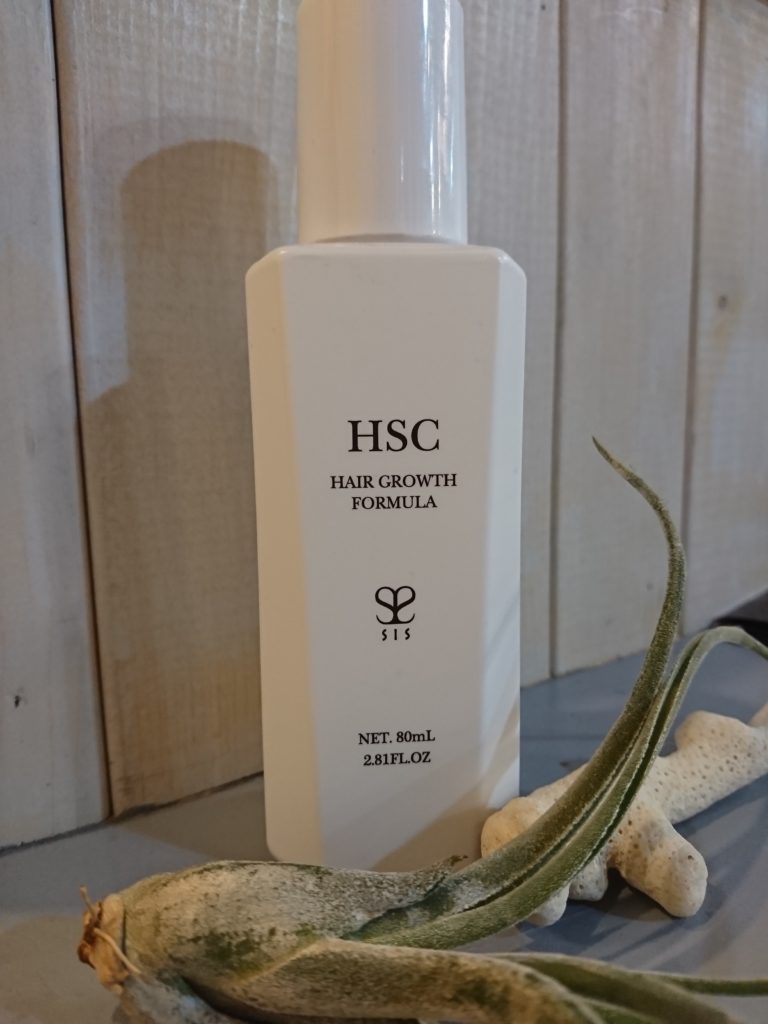 HSC
HAIR GROWTH
FORMULA
SIS
NET. 80mL
2.81FL.OZ